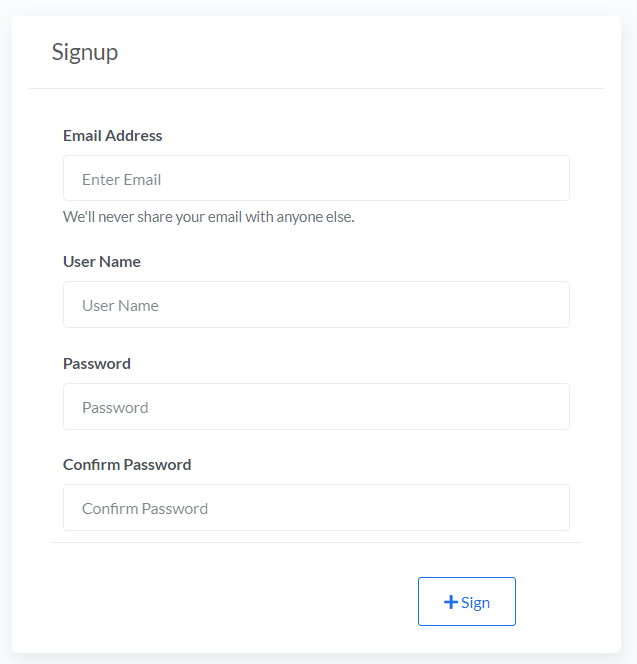 Signup
Email Address
Enter Email
We'll never share your email with anyone else.
User Name
User Name
Password
Password
Confirm Password
Confirm Password
Sign